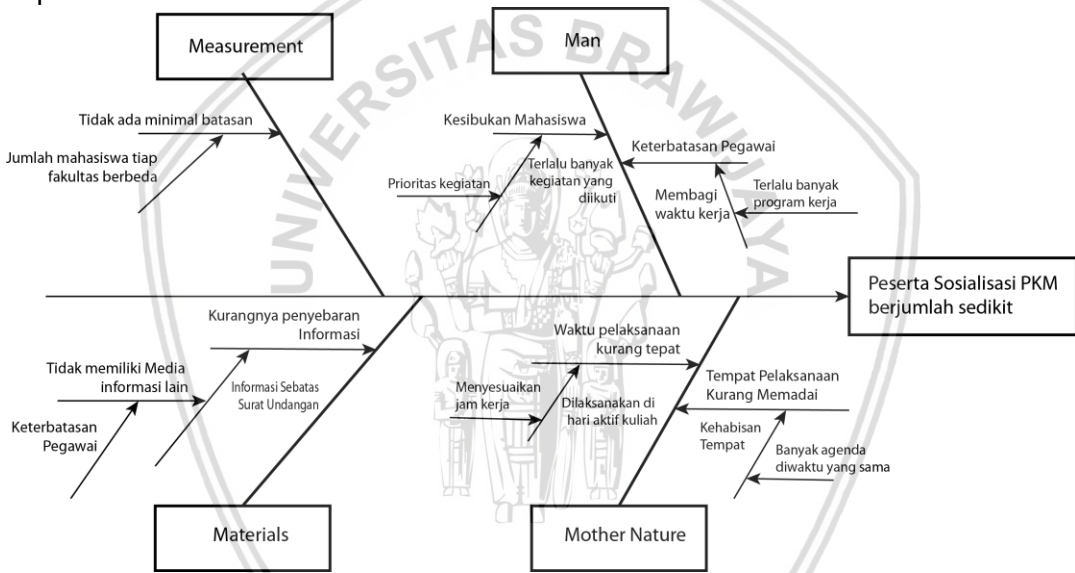 UNIVERSITAS BRAWIJAYA
Measurement
Man
Tidak ada minimal batasan
Jumlah mahasiswa tiap
fakultas berbeda
Kesibukan Mahasiswa
Prioritas kegiatan
Terlalu banyak
kegiatan yang
diikuti
Keterbatasan Pegawai
Membagi
waktu kerja
Terlalu banyak
program kerja
Peserta Sosialisasi PKM
berjumlah sedikit
Kurangnya penyebaran
Informasi
Tidak memiliki Media
informasi lain
Informasi Sebatas
Surat Undangan
Keterbatasan
Pegawai
Waktu pelaksanaan
kurang tepat
Menyesuaikan
jam kerja
Dilaksanakan di
hari aktif kuliah
Tempat Pelaksanaan
Kurang Memadai
Kehabisan
Tempat
Banyak agenda
diwaktu yang sama
Materials
Mother Nature